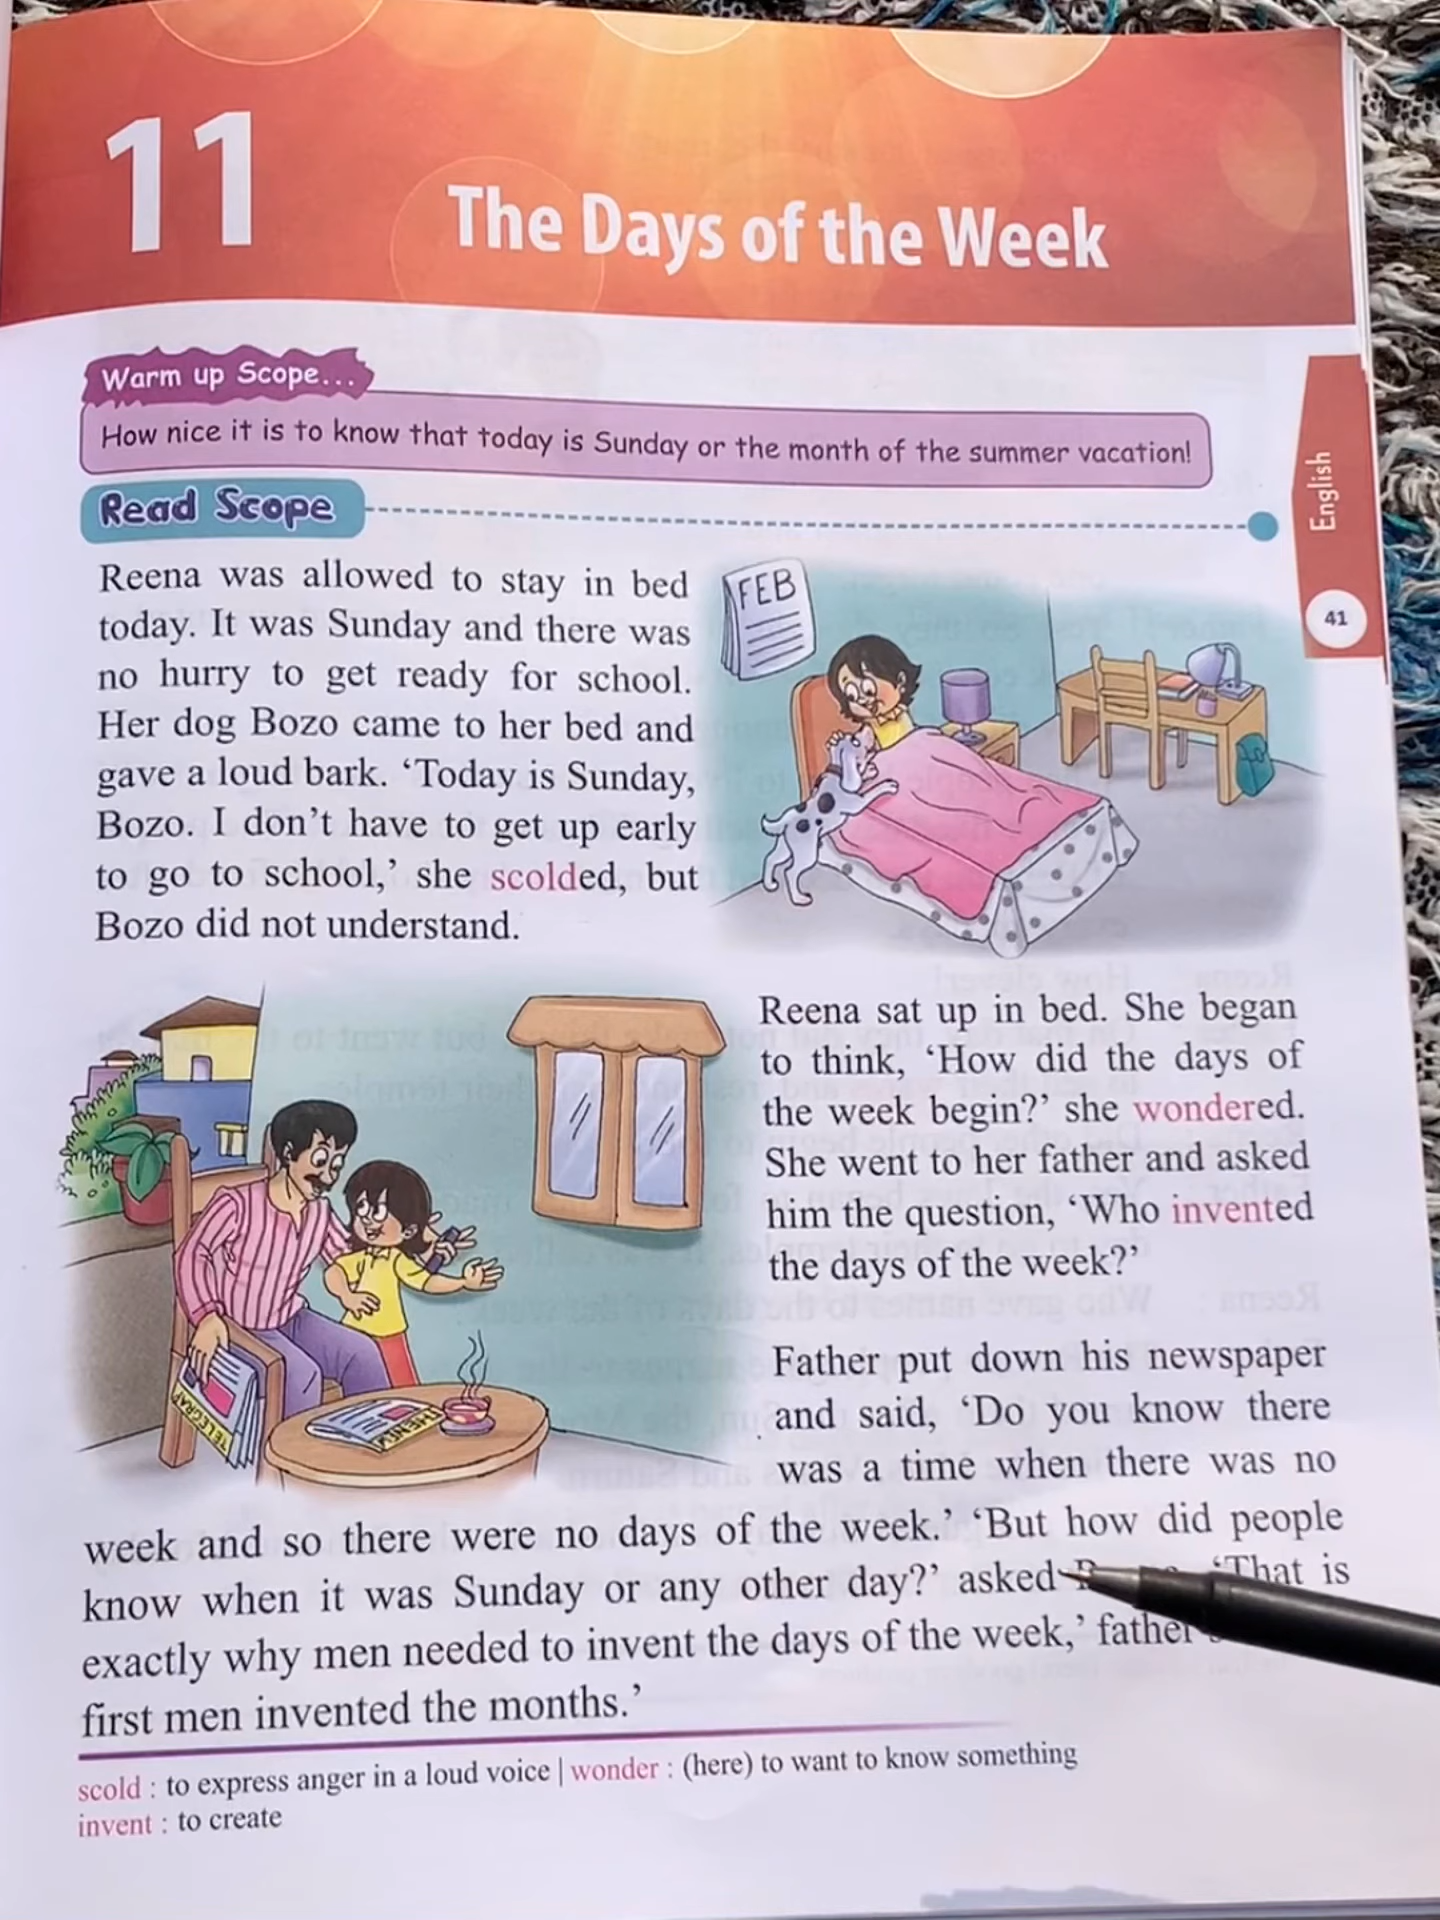 11
The Days of the Week
Warm up Scope...
How nice it is to know that today is Sunday or the month of the summer vacation!
English
41
Read Scope
Reena was allowed to stay in bed
today. It was Sunday and there was
no hurry to get ready for school.
Her dog Bozo came to her bed and
gave a loud bark. ‘Today is Sunday,
Bozo. I don’t have to get up early
to go to school,’ she scolded, but
Bozo did not understand.
FEB
Reena sat up in bed. She began
to think, ‘How did the days of
the week begin?’ she wondered.
She went to her father and asked
him the question, ‘Who invented
the days of the week?’
Father put down his newspaper
and said, ‘Do you know there
was a time when there was no
week and so there were no days of the week.’ ‘But how did people
know when it was Sunday or any other day?’ asked ‘That is
exactly why men needed to invent the days of the week,’ father
first men invented the months.’
scold : to express anger in a loud voice | wonder : (here) to want to know something
invent : to create